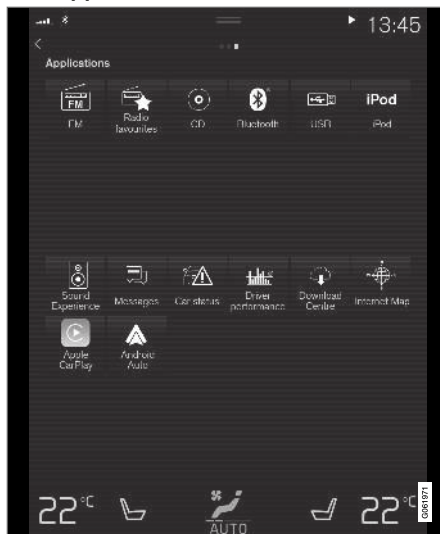 13:45
Applications
FM
iPod
FM
Radio
favourites
CD
Bluetooth
USB
iPod
Sound
Experience
Messages
Car status
Driver
performance
Download
Centre
Internet Map
Apple
CarPlay
Android
Auto
22°C
22°C
AUTO
G061971